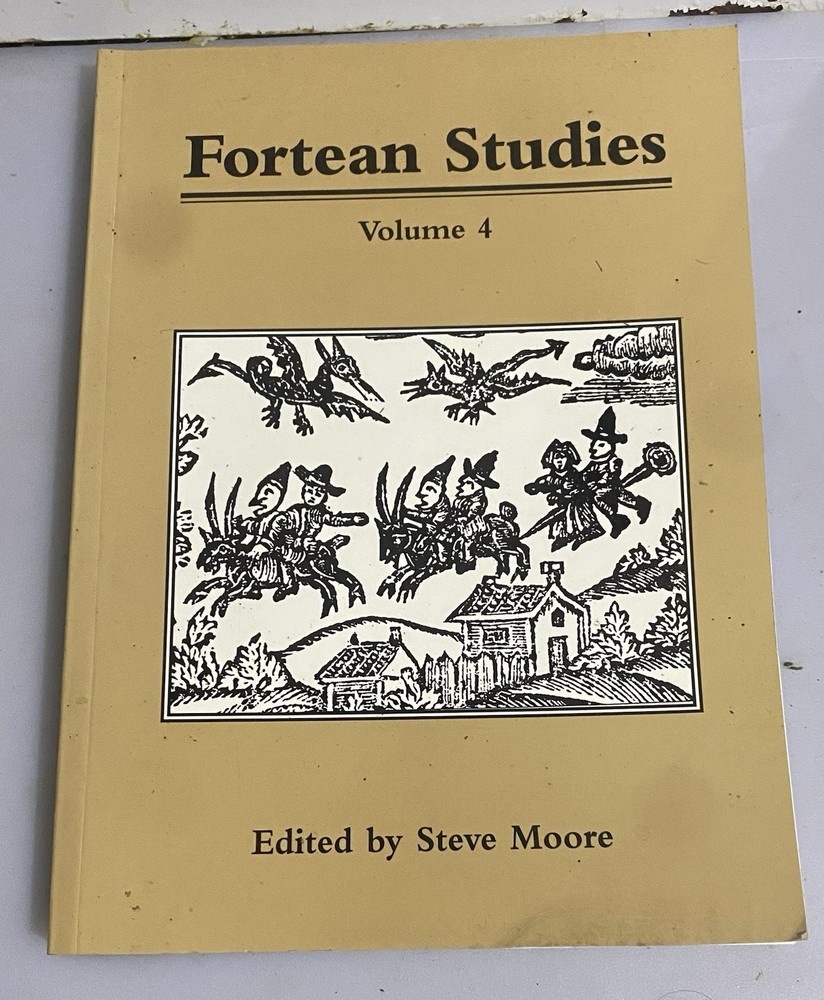 Fortean Studies
Volume 4
Edited by Steve Moore